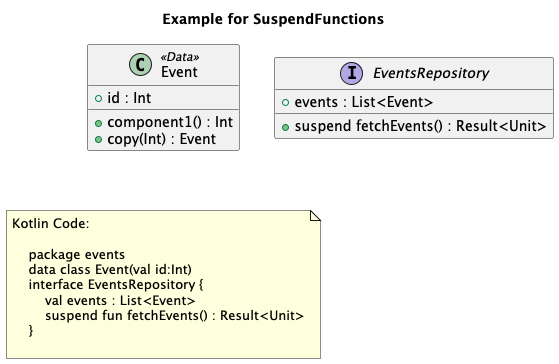 Example for SuspendFunctions
C
«Data»
Event
id : Int
component1() : Int
copy(Int) : Event
I
EventsRepository
events : List<Event>
suspend fetchEvents() : Result<Unit>
Kotlin Code:
package events
data class Event(val id:Int)
interface EventsRepository {
val events : List<Event>
suspend fun fetchEvents() : Result<Unit>
}